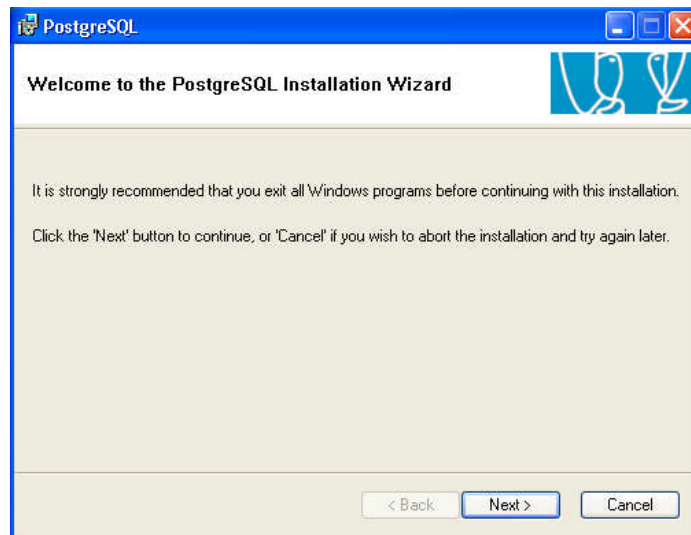 PostgreSQL
Welcome to the PostgreSQL Installation Wizard
It is strongly recommended that you exit all Windows programs before continuing with this installation.
Click the 'Next' button to continue, or 'Cancel' if you wish to abort the installation and try again later.
< Back Next > Cancel